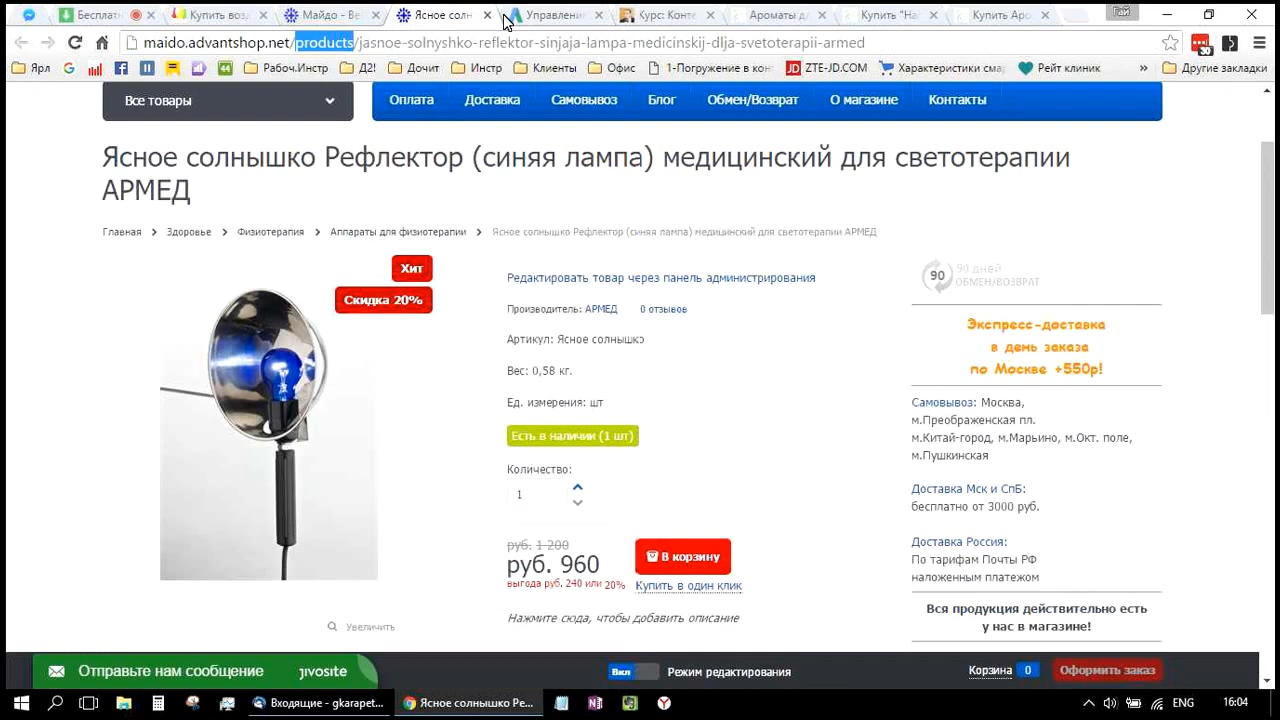 Бесплат
Купить воз
Майдо - Ве
Ясное солн
Управлени
Курс: Конте
Ароматы д
Купить "На
Купить Аро
Гай
maido.advantshop.net/products/jasnoe-solnyshko-reflektor-sinjaja-lampa-medicinskij-dlja-svetoterapii-armed
30
Ярл
44
Рабоч.Инстр
Д2!
Дочит
Инстр
Клиенты
Офис
1-Погружение в конт
JD
ZTE-JD.COM
Характеристики смар
Рейт клиник
»
Другие закладки
Все товары
Оплата
Доставка
Самовывоз
Блог
Обмен/Возврат
О магазине
Контакты
Ясное солнышко Рефлектор (синяя лампа) медицинский для светотерапии
АРМЕД
Главная > Здоровье > Физиотерапия > Аппараты для физиотерапии > Ясное солнышко Рефлектор (синяя лампа) медицинский для светотерапии АРМЕД
Хит
Скидка 20%
Увеличить
Редактировать товар через панель администрирования
Производитель: АРМЕД 0 отзывов
Артикул: Ясное солнышко
Вес: 0,58 кг.
Ед. измерения: шт
Есть в наличии (1 шт)
Количество:
1
руб. 1 200
руб. 960
выгода руб. 240 или 20%
В корзину
Купить в один клик
Нажмите сюда, чтобы добавить описание
90
90 дней
ОБМЕН/ВОЗВРАТ
Экспресс-доставка
в день заказа
по Москве +550р!
Самовывоз: Москва,
м.Преображенская пл.
м.Китай-город, м.Марьино, м.Окт. поле,
м.Пушкинская
Доставка Мск и СпБ:
бесплатно от 3000 руб.
Доставка Россия:
По тарифам Почты РФ
наложенным платежом
Вся продукция действительно есть
у нас в магазине!
Отправьте нам сообщение
jivosite
Вкл
Режим редактирования
Корзина 0
Оформить заказ
Входящие - gkarapet...
Ясное солнышко Ре...
ENG
16:04